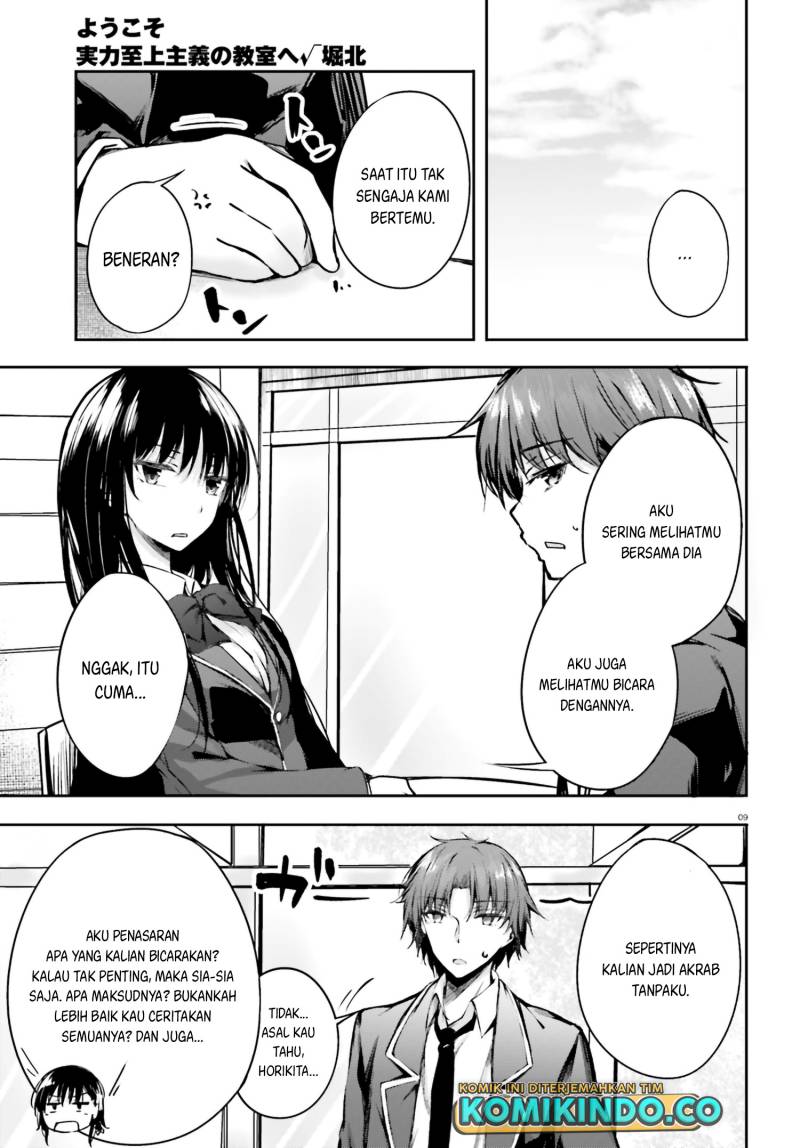 ようこそ
実力至上主義の教室へ√堀北
...
トントン
SAAT ITU TAK
SENGAJA KAMI
BERTEMU.
BENERAN?
AKU
SERING MELIHATMU
BERSAMA DIA
AKU JUGA
MELIHATMU BICARA
DENGANNYA.
NGGAK, ITU
CUMA...
09
SEPERTINYA
KALIAN JADI AKRAB
TANPAKU.
TIDAK...
ASAL KAU
TAHU,
HORIKITA...
AKU PENASARAN
APA YANG KALIAN BICARAKAN?
KALAU TAK PENTING, MAKA SIA-SIA
SAJA. APA MAKSUDNYA? BUKANKAH
LEBIH BAIK KAU CERITAKAN
SEMUANYA? DAN JUGA...
KOMIK INI DITERJEMAHKAN TIM
KOMIKINDO.CO